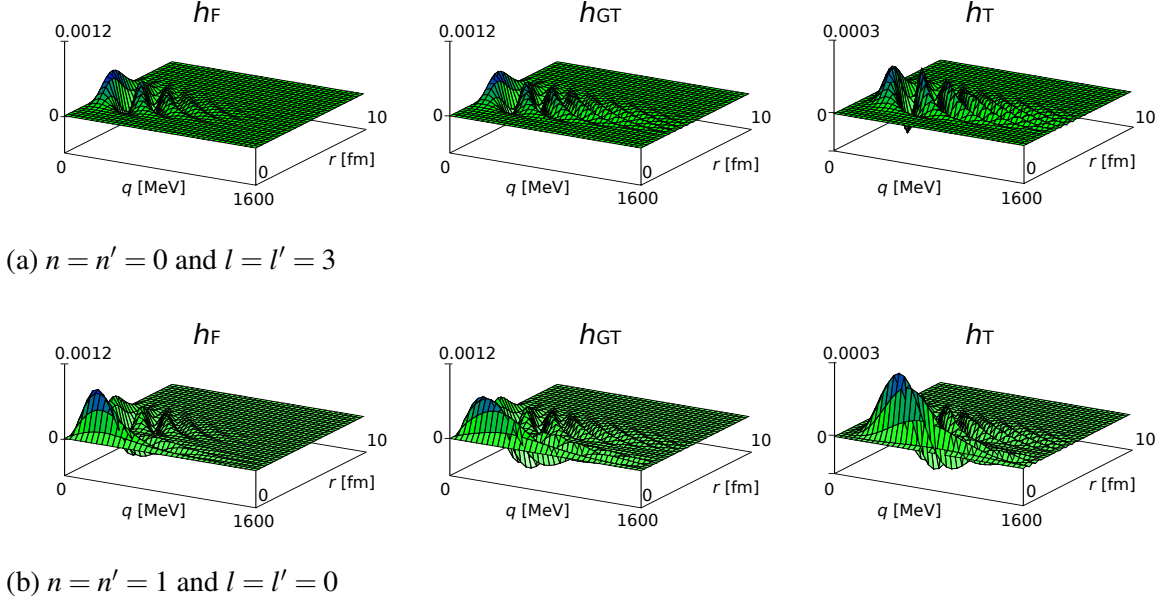 hF hGT hT
0.0012 0.0012 0.0003
0 0 0
10 10 10
0 0 r [fm] 0 0 r [fm] 0 0 r [fm]
q [MeV] q [MeV] q [MeV]
1600 1600 1600
(a) n = n′ = 0 and l = l′ = 3
hF hGT hT
0.0012 0.0012 0.0003
0 0 0
10 10 10
0 0 r [fm] 0 0 r [fm] 0 0 r [fm]
q [MeV] q [MeV] q [MeV]
1600 1600 1600
(b) n = n′ = 1 and l = l′ = 0